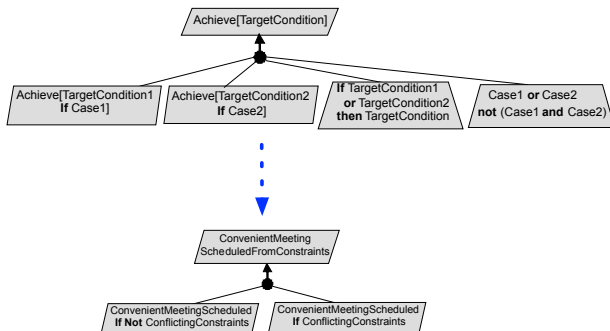 Achieve[TargetCondition]
Achieve[TargetCondition1
If Case1]
Achieve[TargetCondition2
If Case2]
If TargetCondition1
or TargetCondition2
then TargetCondition
Case1 or Case2
not (Case1 and Case2)
ConvenientMeeting
ScheduledFromConstraints
ConvenientMeetingScheduled
If Not ConflictingConstraints
ConvenientMeetingScheduled
If ConflictingConstraints